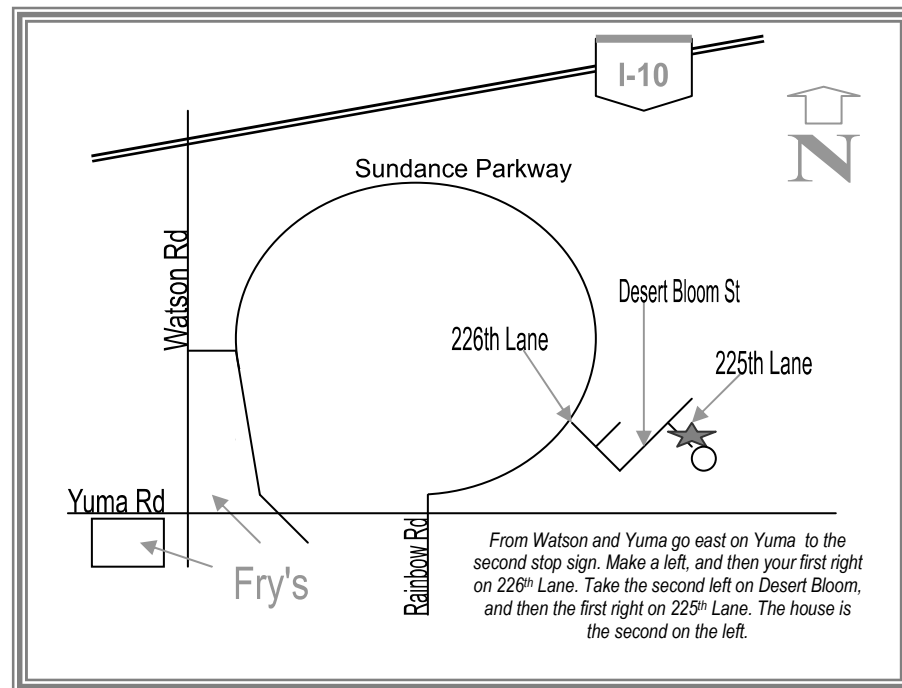 I-10
N
Sundance Parkway
Watson Rd
Desert Bloom St
226th Lane
225th Lane
Yuma Rd
Fry's
Rainbow Rd
From Watson and Yuma go east on Yuma to the
second stop sign. Make a left, and then your first right
on 226th Lane. Take the second left on Desert Bloom,
and then the first right on 225th Lane. The house is
the second on the left.